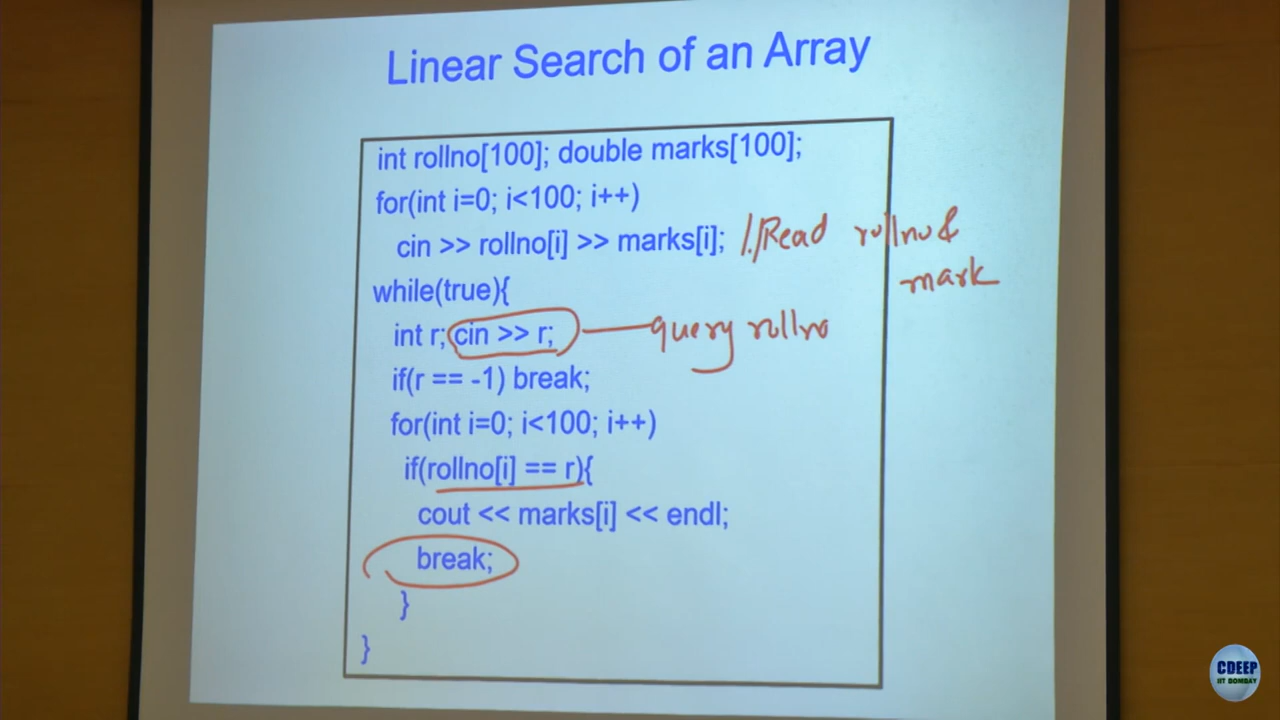 Linear Search of an Array
int rollno[100]; double marks[100];
for(int i=0; i<100; i++)
cin >> rollno[i] >> marks[i]; //Read rollno &
mark
while(true){
int r; cin >> r; query rollno
if(r == -1) break;
for(int i=0; i<100; i++)
if(rollno[i] == r){
cout << marks[i] << endl;
break;
}
}
CDEEP
IIT BOMBAY